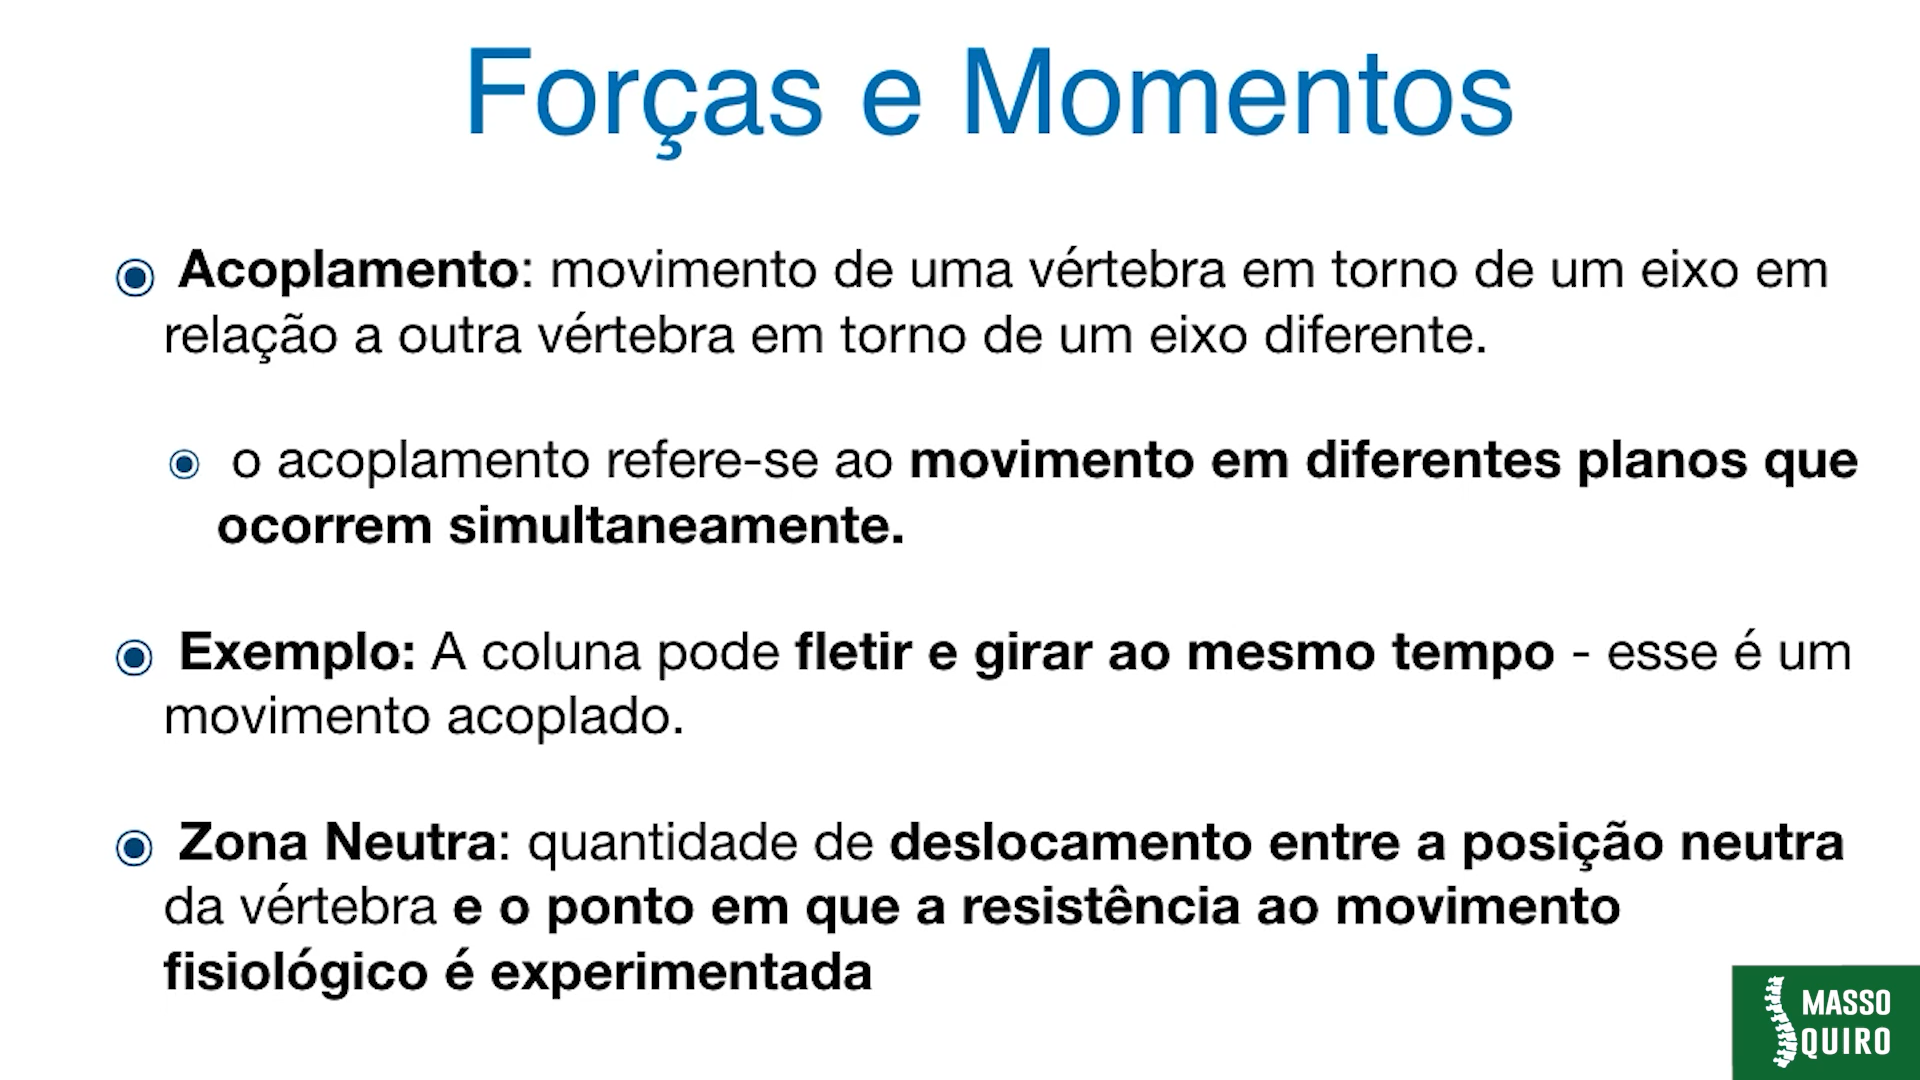 Forças e Momentos
Acoplamento: movimento de uma vértebra em torno de um eixo em
relação a outra vértebra em torno de um eixo diferente.
o acoplamento refere-se ao movimento em diferentes planos que
ocorrem simultaneamente.
Exemplo: A coluna pode fletir e girar ao mesmo tempo - esse é um
movimento acoplado.
Zona Neutra: quantidade de deslocamento entre a posição neutra
da vértebra e o ponto em que a resistência ao movimento
fisiológico é experimentada
MASSO
QUIRO